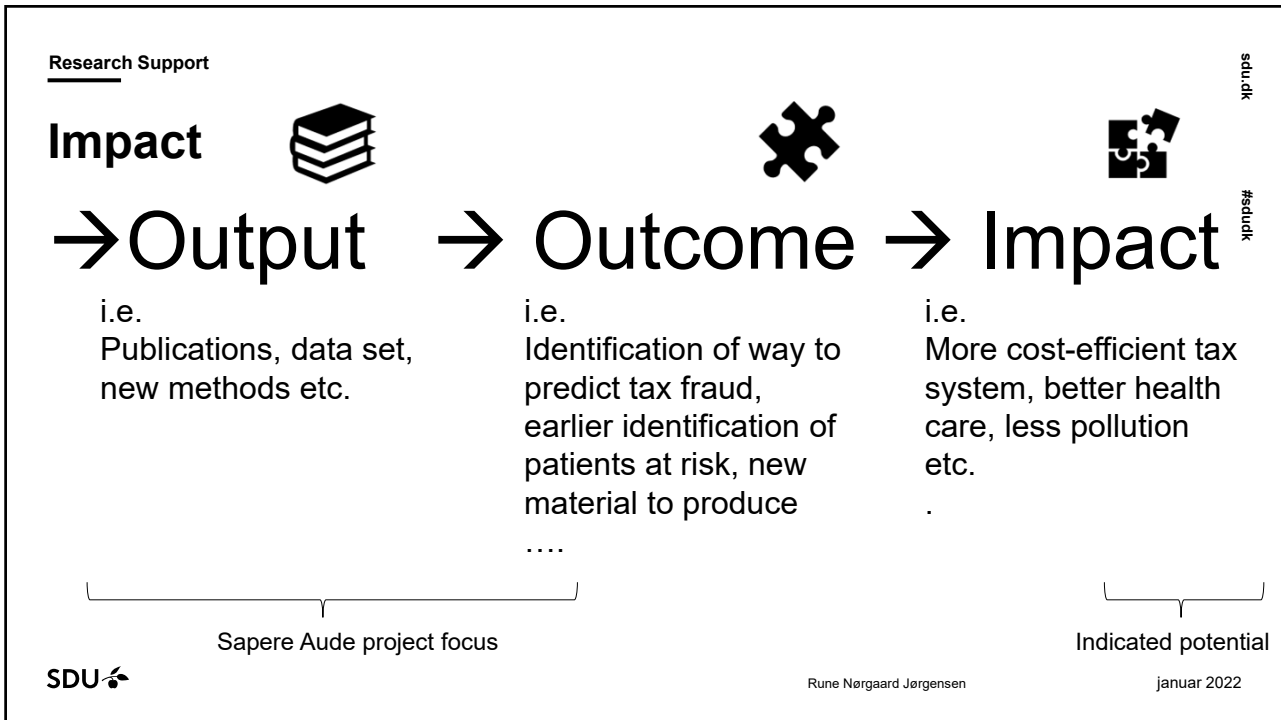 Research Support
sdu.dk
Impact
#sdudk
→Output → Outcome → Impact
i.e.
Publications, data set,
new methods etc.
i.e.
Identification of way to
predict tax fraud,
earlier identification of
patients at risk, new
material to produce
….
i.e.
More cost-efficient tax
system, better health
care, less pollution
etc.
.
Sapere Aude project focus
Indicated potential
SDU
Rune Nørgaard Jørgensen
januar 2022